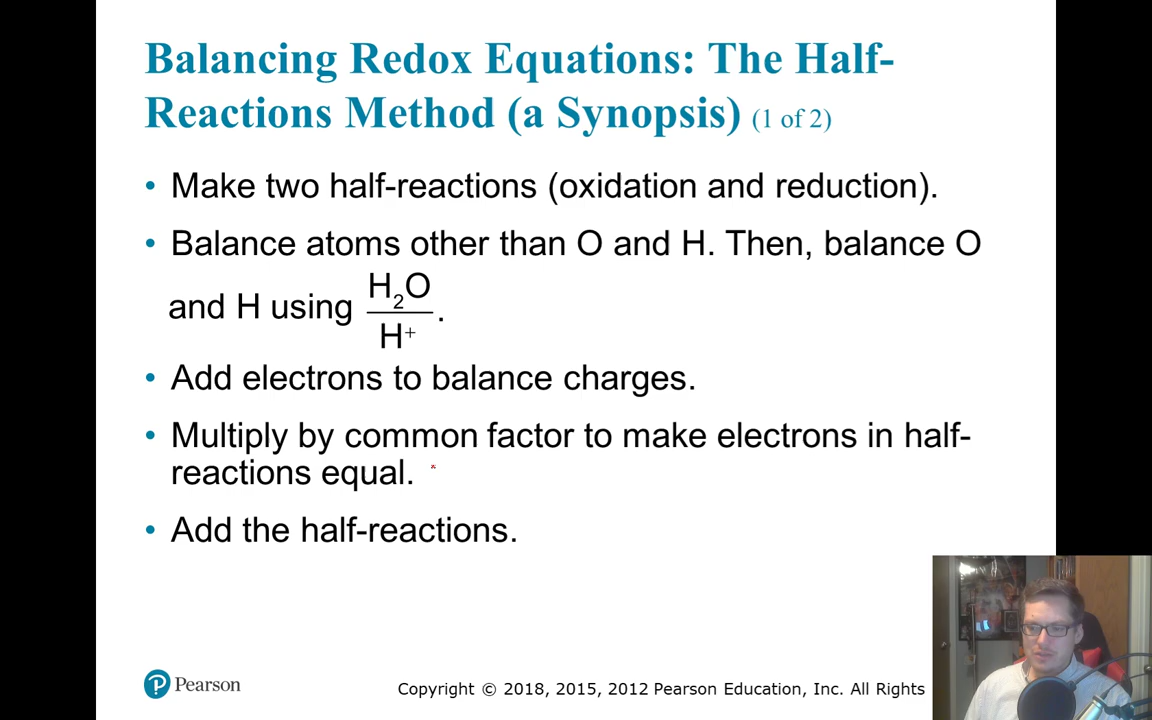 Balancing Redox Equations: The Half-
Reactions Method (a Synopsis) (1 of 2)
• Make two half-reactions (oxidation and reduction).
• Balance atoms other than O and H. Then, balance O
and H using H₂O/H⁺.
• Add electrons to balance charges.
• Multiply by common factor to make electrons in half-
reactions equal.
• Add the half-reactions.
P Pearson
Copyright © 2018, 2015, 2012 Pearson Education, Inc. All Rights